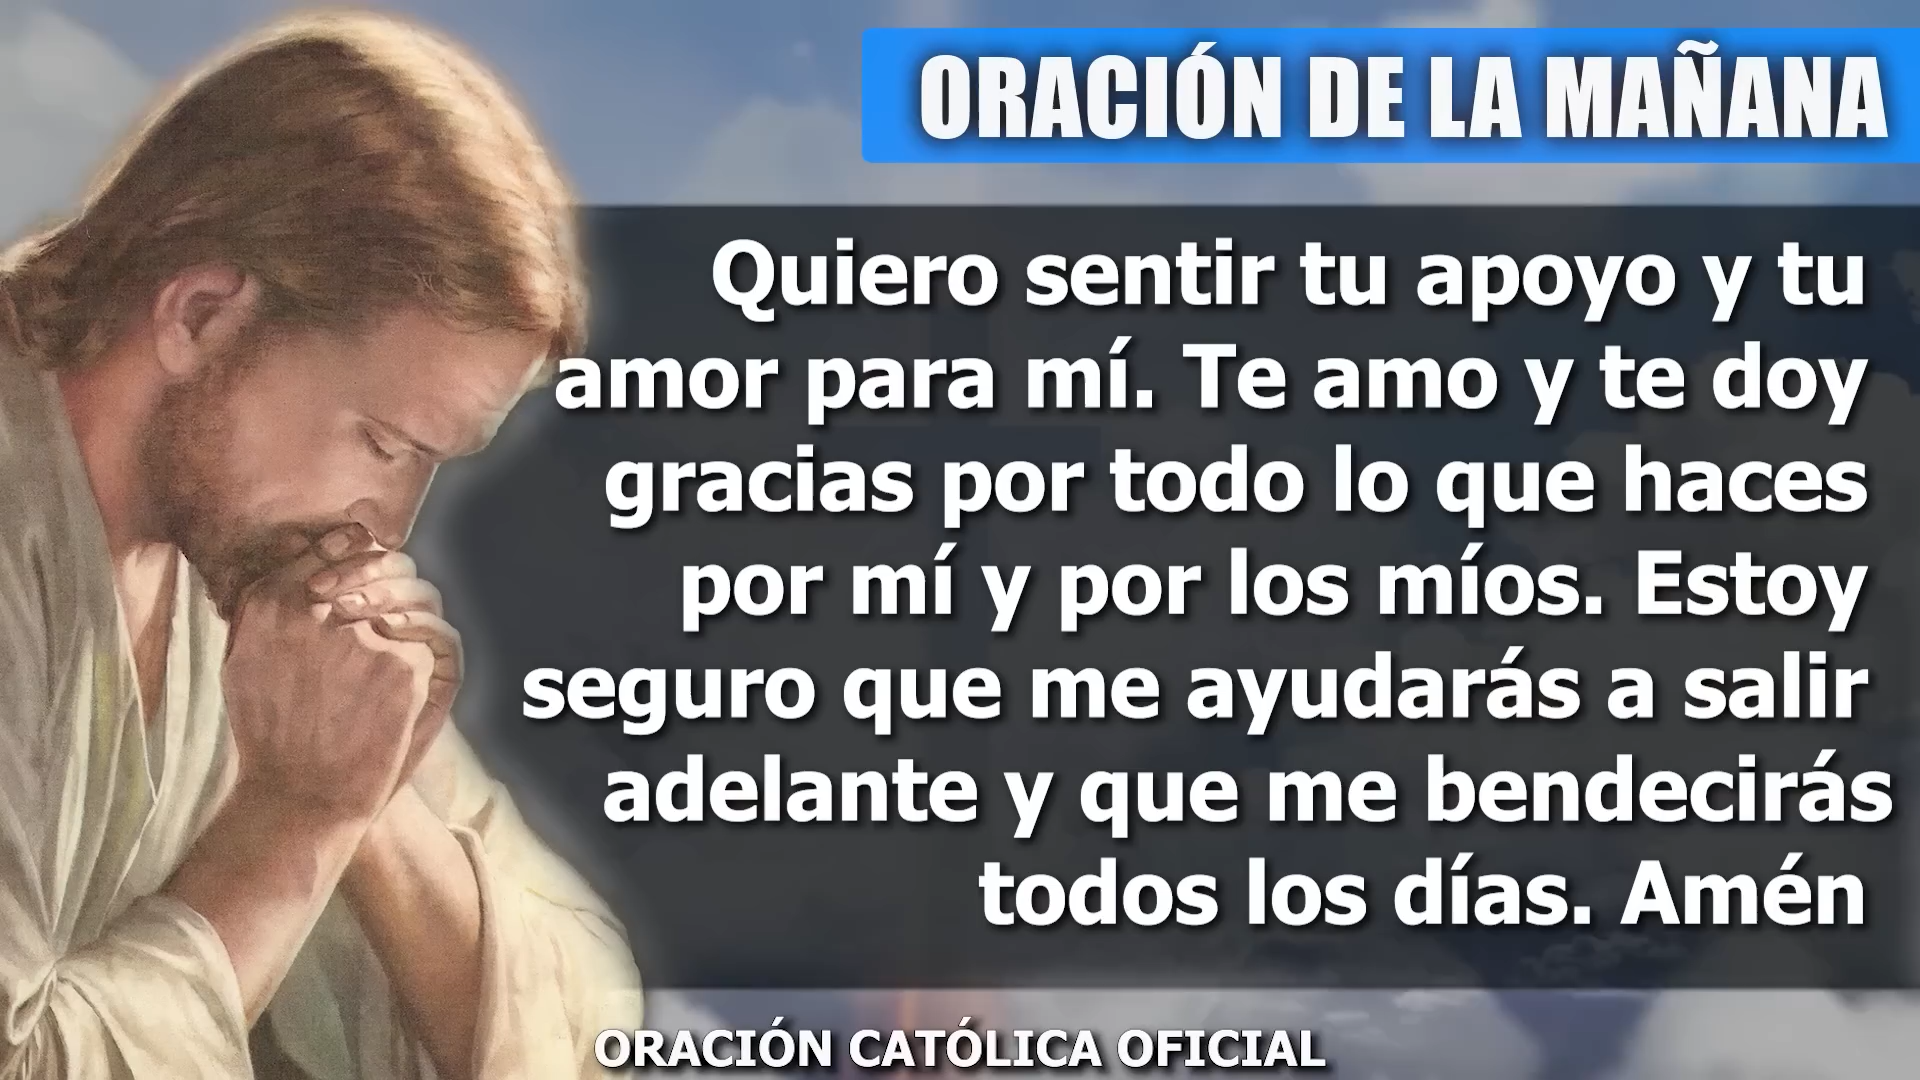 ORACIÓN DE LA MAÑANA
Quiero sentir tu apoyo y tu
amor para mí. Te amo y te doy
gracias por todo lo que haces
por mí y por los míos. Estoy
seguro que me ayudarás a salir
adelante y que me bendecirás
todos los días. Amén
ORACIÓN CATÓLICA OFICIAL